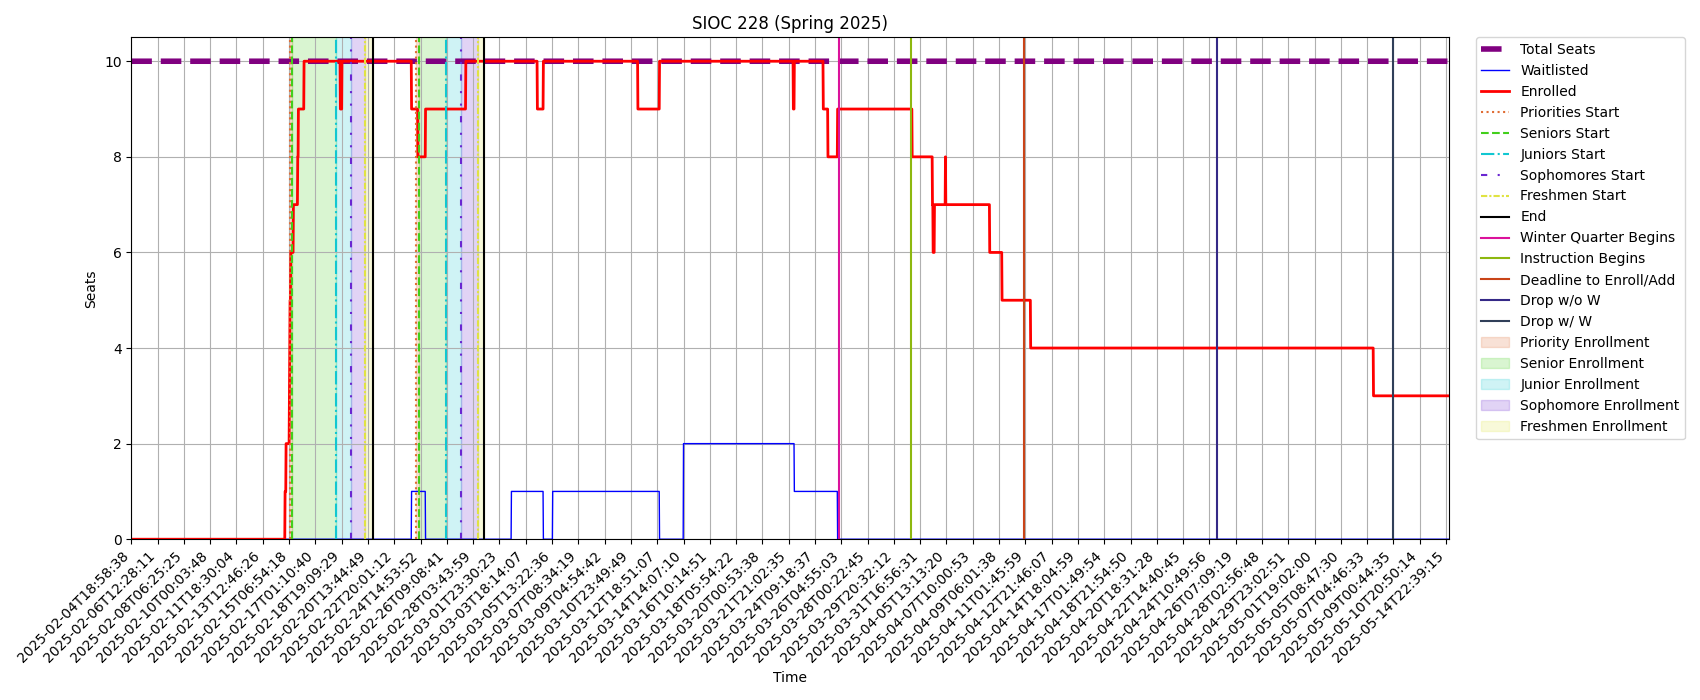 SIOC 228 (Spring 2025)
Seats
10
8
6
4
2
0
2025-02-04T18:58:38
2025-02-06T12:28:11
2025-02-08T06:25:25
2025-02-10T00:03:48
2025-02-11T18:30:04
2025-02-13T12:46:26
2025-02-15T06:54:18
2025-02-17T01:10:40
2025-02-18T19:09:29
2025-02-20T13:44:49
2025-02-22T20:01:12
2025-02-24T14:53:52
2025-02-26T09:08:41
2025-02-28T03:43:59
2025-03-01T23:30:23
2025-03-03T18:14:07
2025-03-05T13:22:36
2025-03-07T08:34:19
2025-03-09T04:54:42
2025-03-10T23:49:49
2025-03-12T18:51:07
2025-03-14T14:07:10
2025-03-16T10:14:51
2025-03-18T05:54:22
2025-03-20T00:53:38
2025-03-21T21:02:35
2025-03-24T09:18:37
2025-03-26T04:55:03
2025-03-28T00:22:45
2025-03-29T20:32:12
2025-03-31T16:56:31
2025-04-05T13:13:20
2025-04-07T10:00:53
2025-04-09T06:01:38
2025-04-11T01:45:59
2025-04-12T21:46:07
2025-04-14T18:04:59
2025-04-17T01:49:54
2025-04-18T21:54:50
2025-04-20T18:31:28
2025-04-22T14:40:45
2025-04-24T10:49:56
2025-04-26T07:09:19
2025-04-28T02:56:48
2025-04-29T23:02:51
2025-05-01T19:02:00
2025-05-05T08:47:30
2025-05-07T04:46:33
2025-05-09T00:44:35
2025-05-10T20:50:14
2025-05-14T22:39:15
Time
Total Seats
Waitlisted
Enrolled
Priorities Start
Seniors Start
Juniors Start
Sophomores Start
Freshmen Start
End
Winter Quarter Begins
Instruction Begins
Deadline to Enroll/Add
Drop w/o W
Drop w/ W
Priority Enrollment
Senior Enrollment
Junior Enrollment
Sophomore Enrollment
Freshmen Enrollment